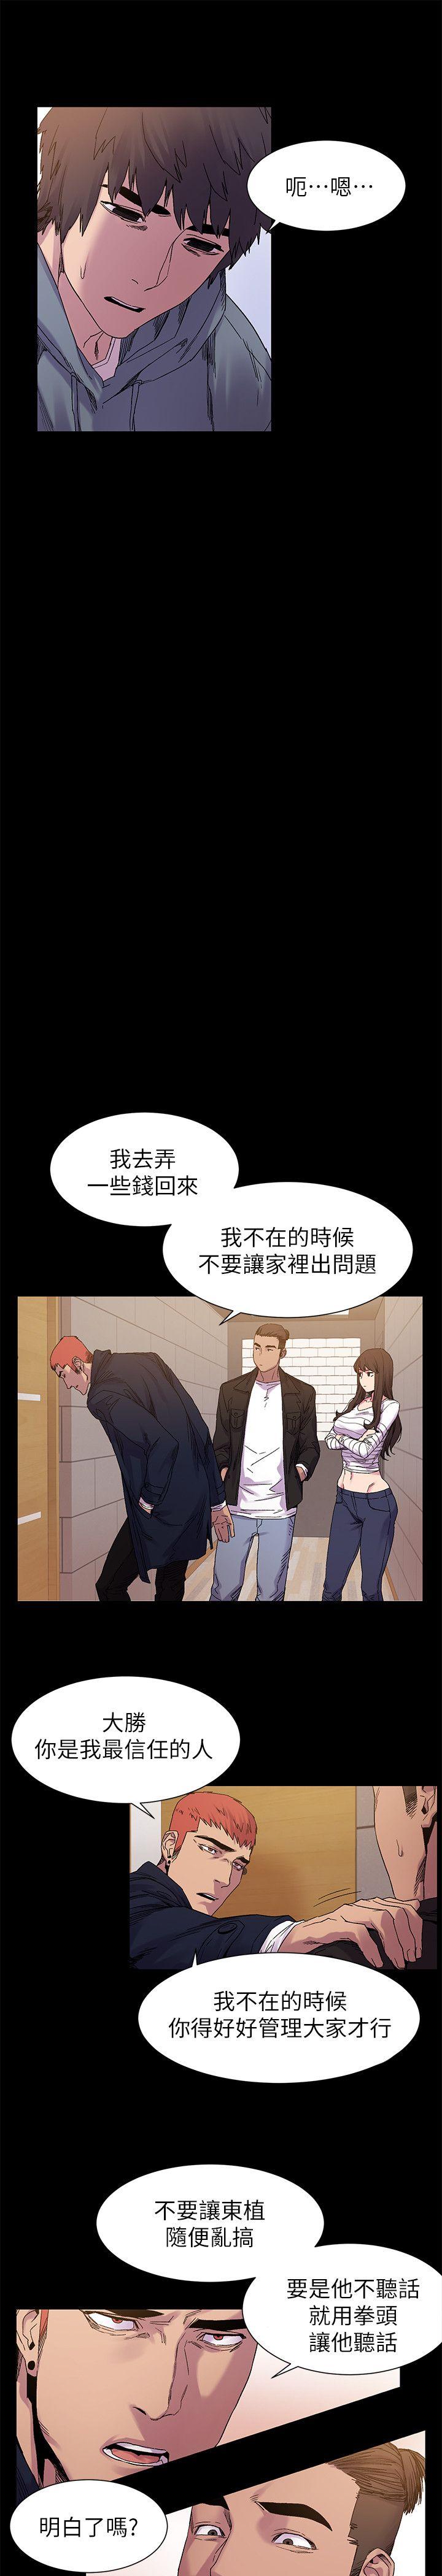 呃⋯嗯⋯
我去弄
一些錢回來
我不在的時候
不要讓家裡出問題
大勝
你是我最信任的人
我不在的時候
你得好好管理大家才行
不要讓東植
隨便亂搞
要是他不聽話
就用拳頭
讓他聽話
明白了嗎?